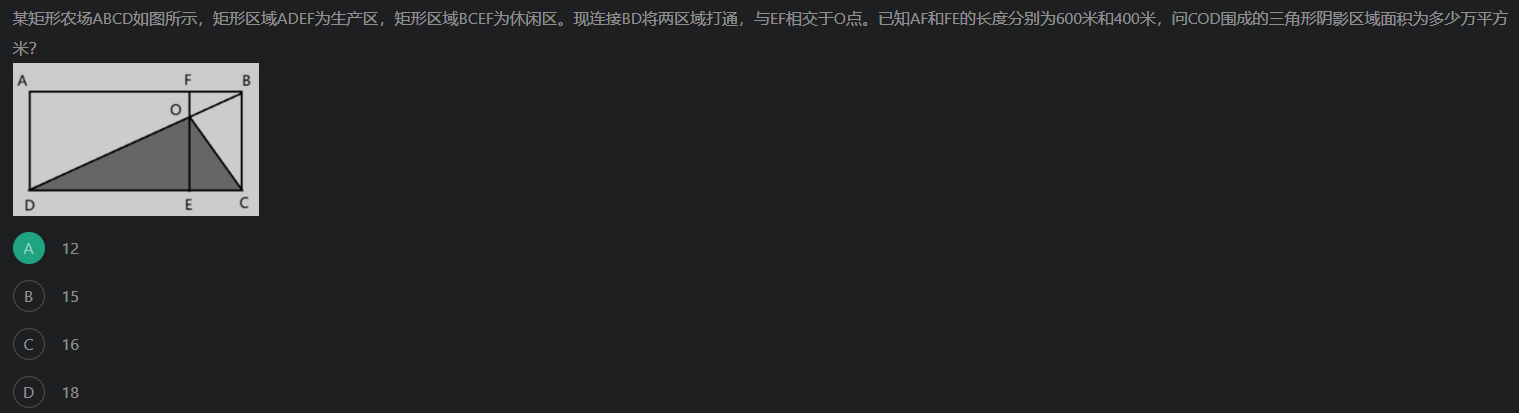 某矩形农场ABCD如图所示，矩形区域ADEF为生产区，矩形区域BCEF为休闲区。现连接BD将两区域打通，与EF相交于O点。已知AF和FE的长度分别为600米和400米，问COD围成的三角形阴影区域面积为多少万平方
米？
A F B
O
D E C
A 12
B 15
C 16
D 18